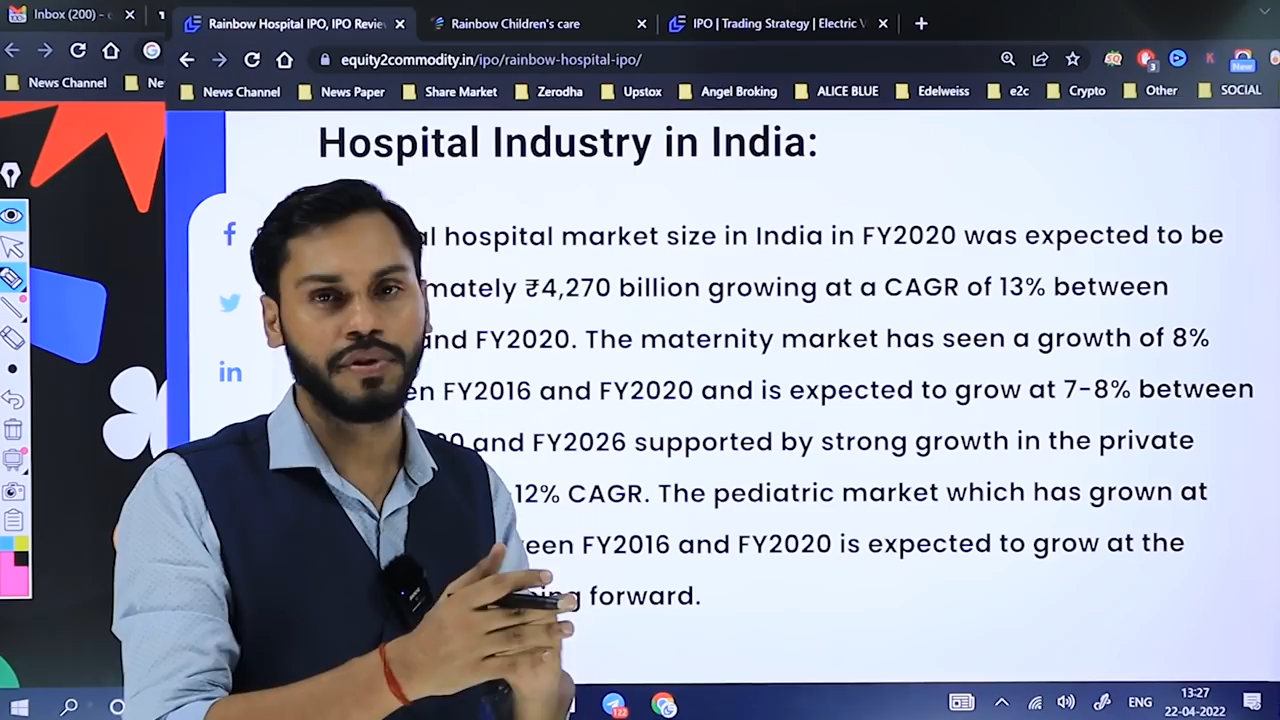 Inbox (200) -
Rainbow Hospital IPO, IPO Revie
Rainbow Children's care
IPO | Trading Strategy | Electric V
equity2commodity.in/ipo/rainbow-hospital-ipo/
3
New
News Channel
Ne
News Channel
News Paper
Share Market
Zerodha
Upstox
Angel Broking
ALICE BLUE
Edelweiss
e2c
Crypto
Other
SOCIAL
Hospital Industry in India:
al hospital market size in India in FY2020 was expected to be
mately ₹4,270 billion growing at a CAGR of 13% between
and FY2020. The maternity market has seen a growth of 8%
en FY2016 and FY2020 and is expected to grow at 7-8% between
and FY2026 supported by strong growth in the private
12% CAGR. The pediatric market which has grown at
een FY2016 and FY2020 is expected to grow at the
forward.
f
in
122
ENG
13:27
22-04-2022